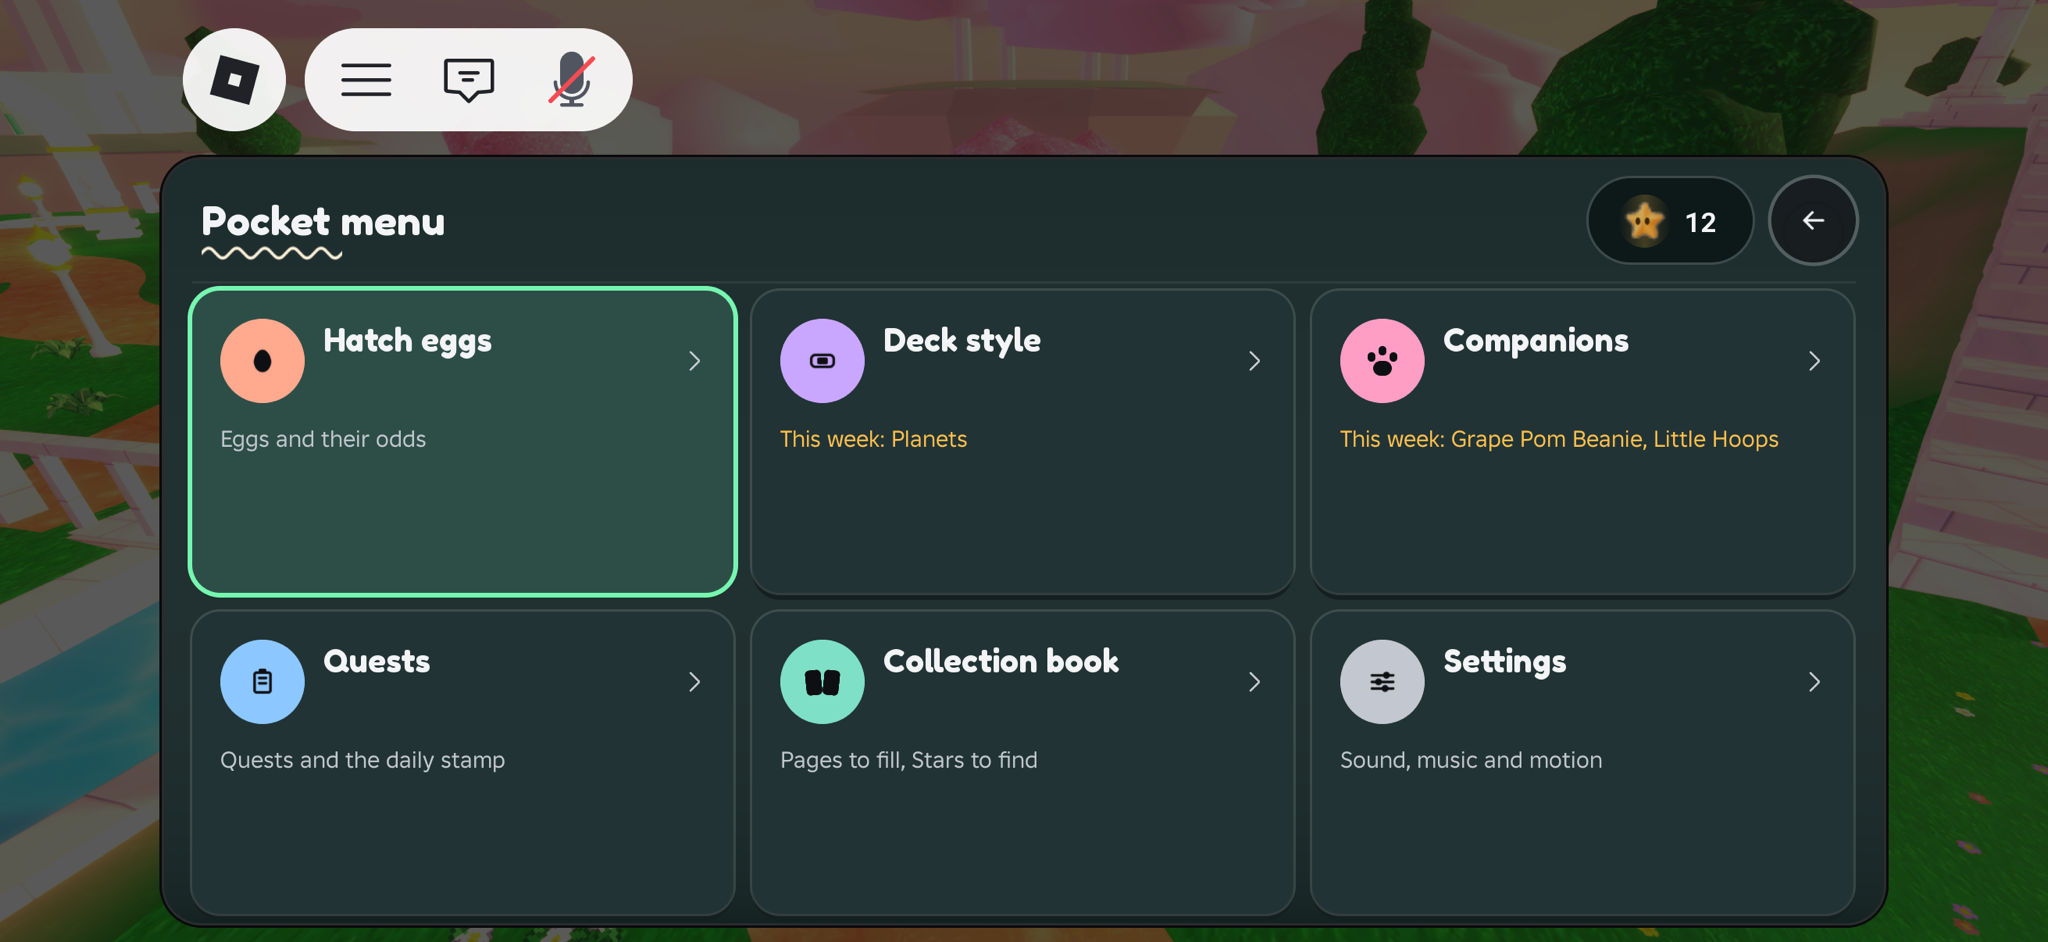 Pocket menu
12
Hatch eggs
Eggs and their odds
Deck style
This week: Planets
Companions
This week: Grape Pom Beanie, Little Hoops
Quests
Quests and the daily stamp
Collection book
Pages to fill, Stars to find
Settings
Sound, music and motion